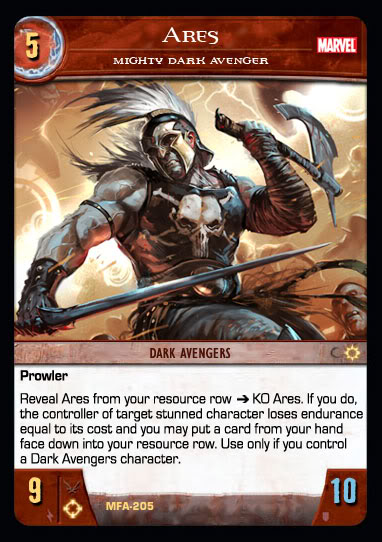 5
ARES
MARVEL
MIGHTY DARK AVENGER
DARK AVENGERS
C
Prowler
Reveal Ares from your resource row ➔ KO Ares. If you do,
the controller of target stunned character loses endurance
equal to its cost and you may put a card from your hand
face down into your resource row. Use only if you control
a Dark Avengers character.
9
MFA-205
10